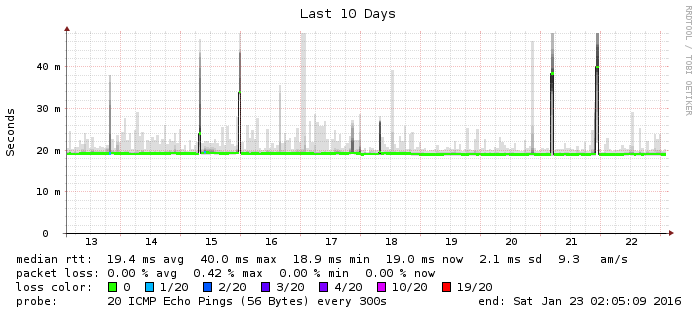 Last 10 Days
RRDTOOL / TOBI OETIKER
Seconds
40 m
30 m
20 m
10 m
0
13 14 15 16 17 18 19 20 21 22
median rtt: 19.4 ms avg 40.0 ms max 18.9 ms min 19.0 ms now 2.1 ms sd 9.3 am/s
packet loss: 0.00 % avg 0.42 % max 0.00 % min 0.00 % now
loss color: 0 1/20 2/20 3/20 4/20 10/20 19/20
probe: 20 ICMP Echo Pings (56 Bytes) every 300s end: Sat Jan 23 02:05:09 2016